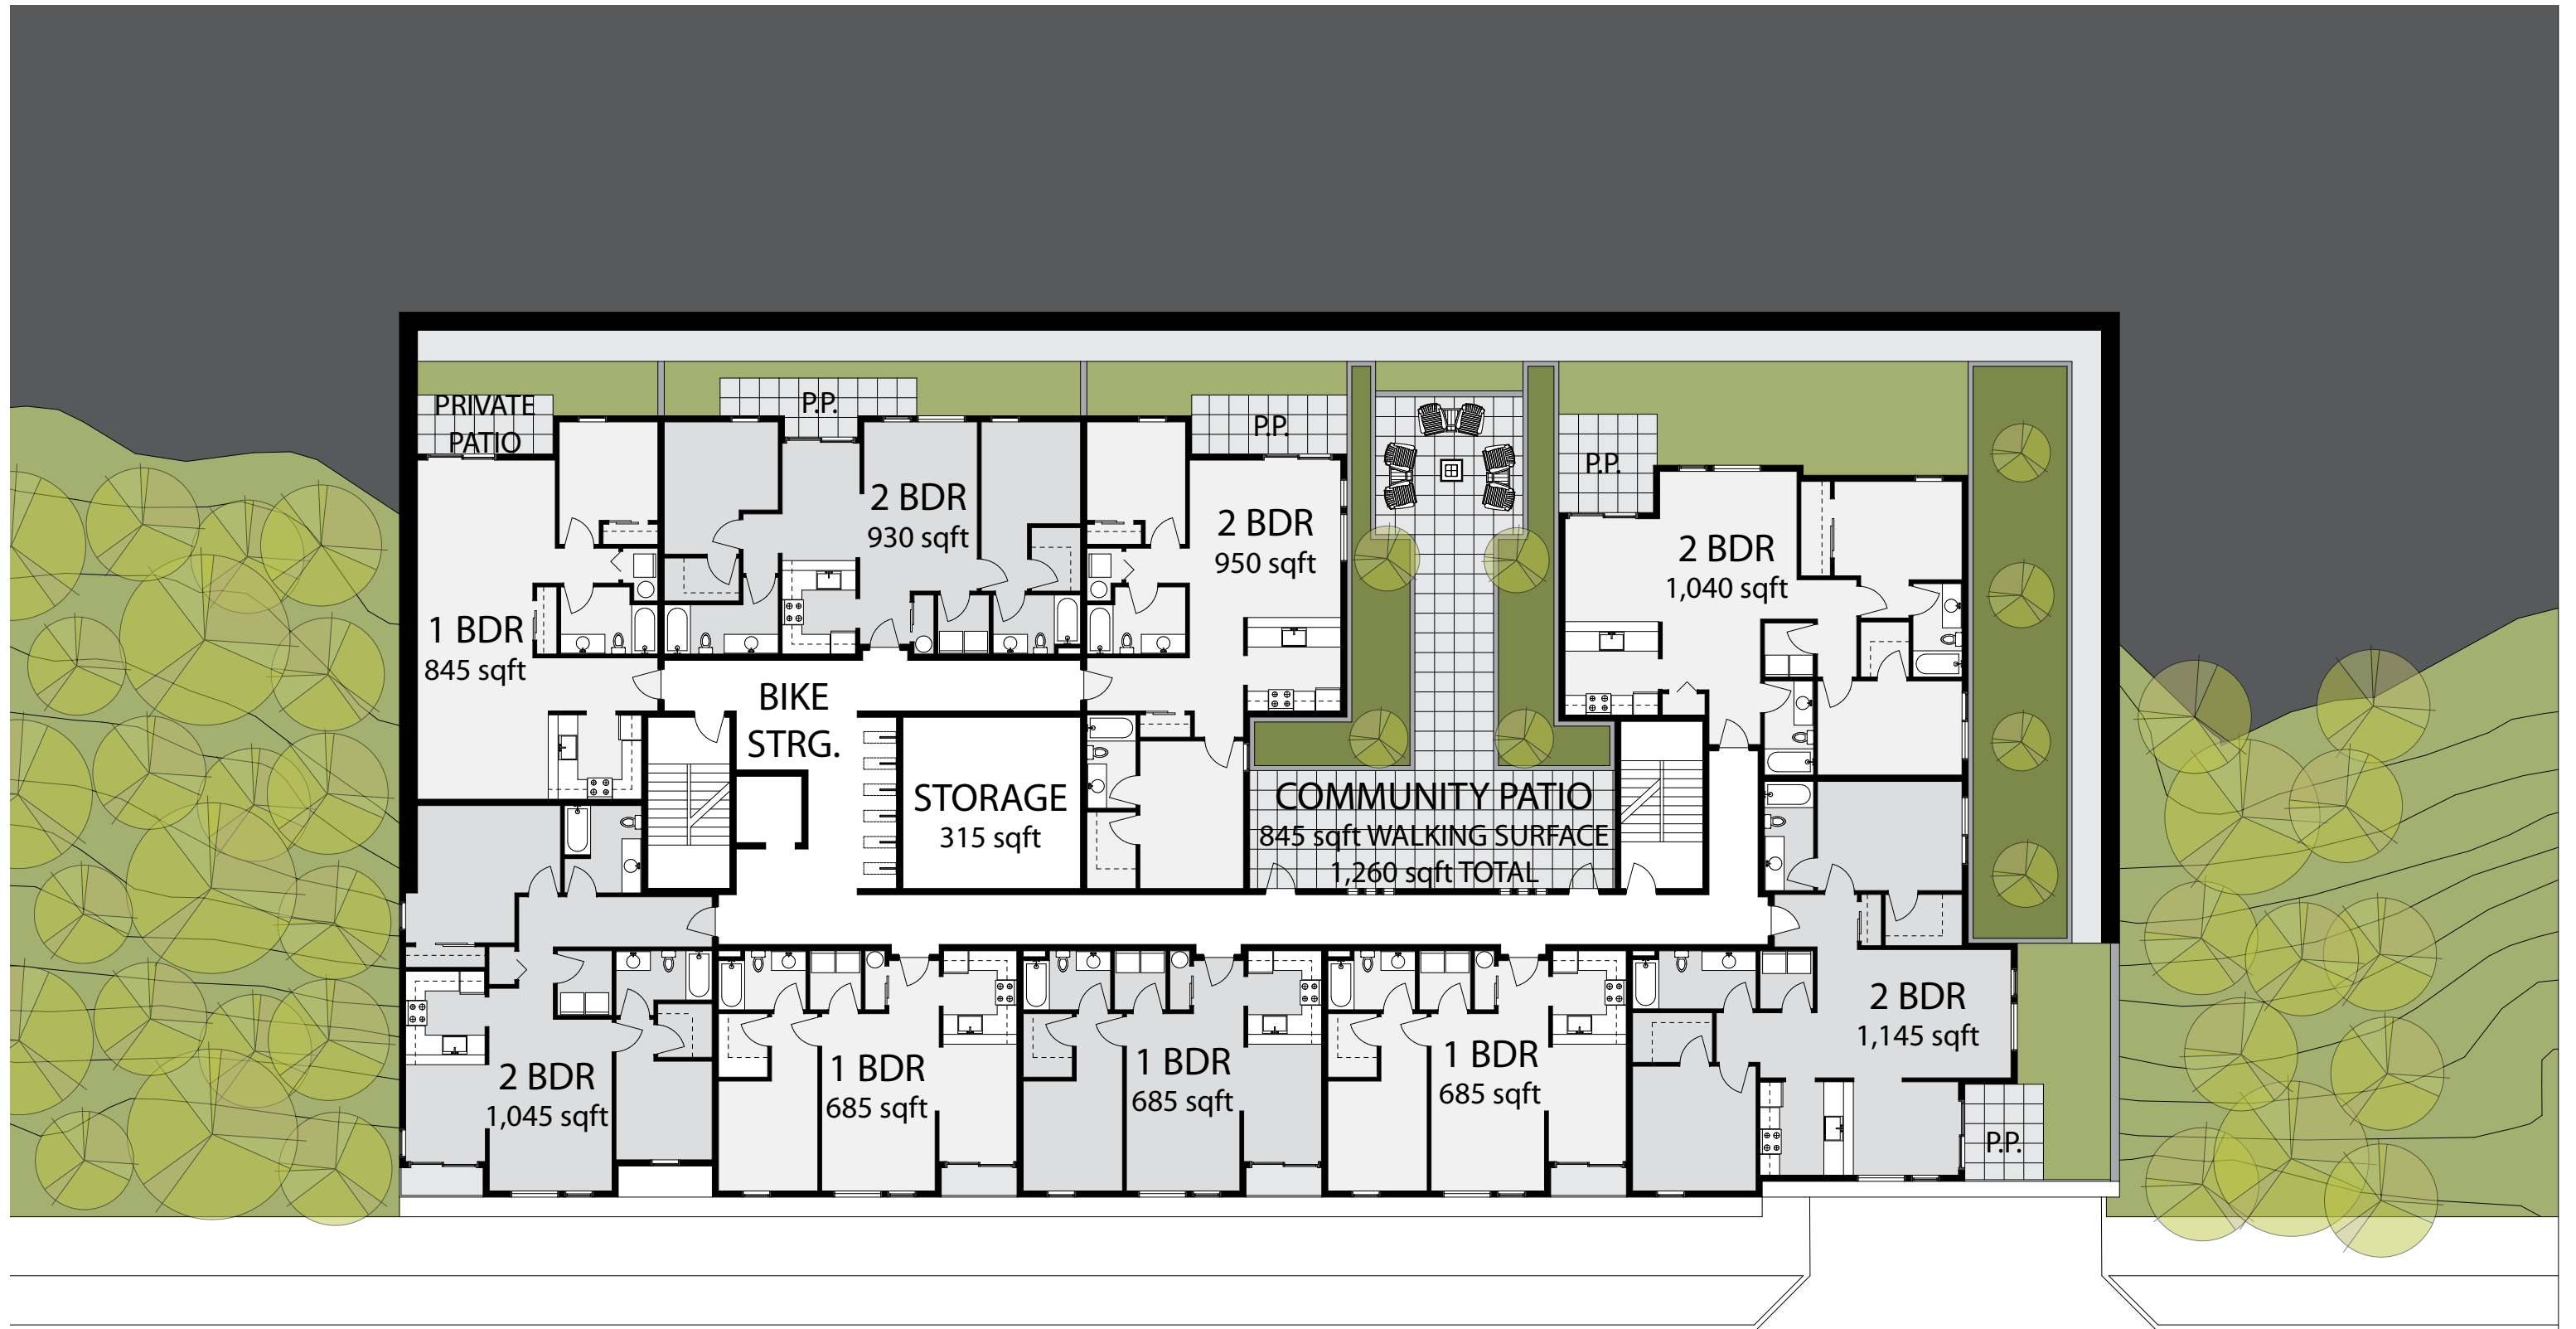 PRIVATE
PATIO
P.P.
P.P.
P.P.
2 BDR
930 sqft
2 BDR
950 sqft
2 BDR
1,040 sqft
1 BDR
845 sqft
BIKE
STRG.
STORAGE
315 sqft
COMMUNITY PATIO
845 sqft WALKING SURFACE
1,260 sqft TOTAL
2 BDR
1,045 sqft
1 BDR
685 sqft
1 BDR
685 sqft
1 BDR
685 sqft
2 BDR
1,145 sqft
P.P.